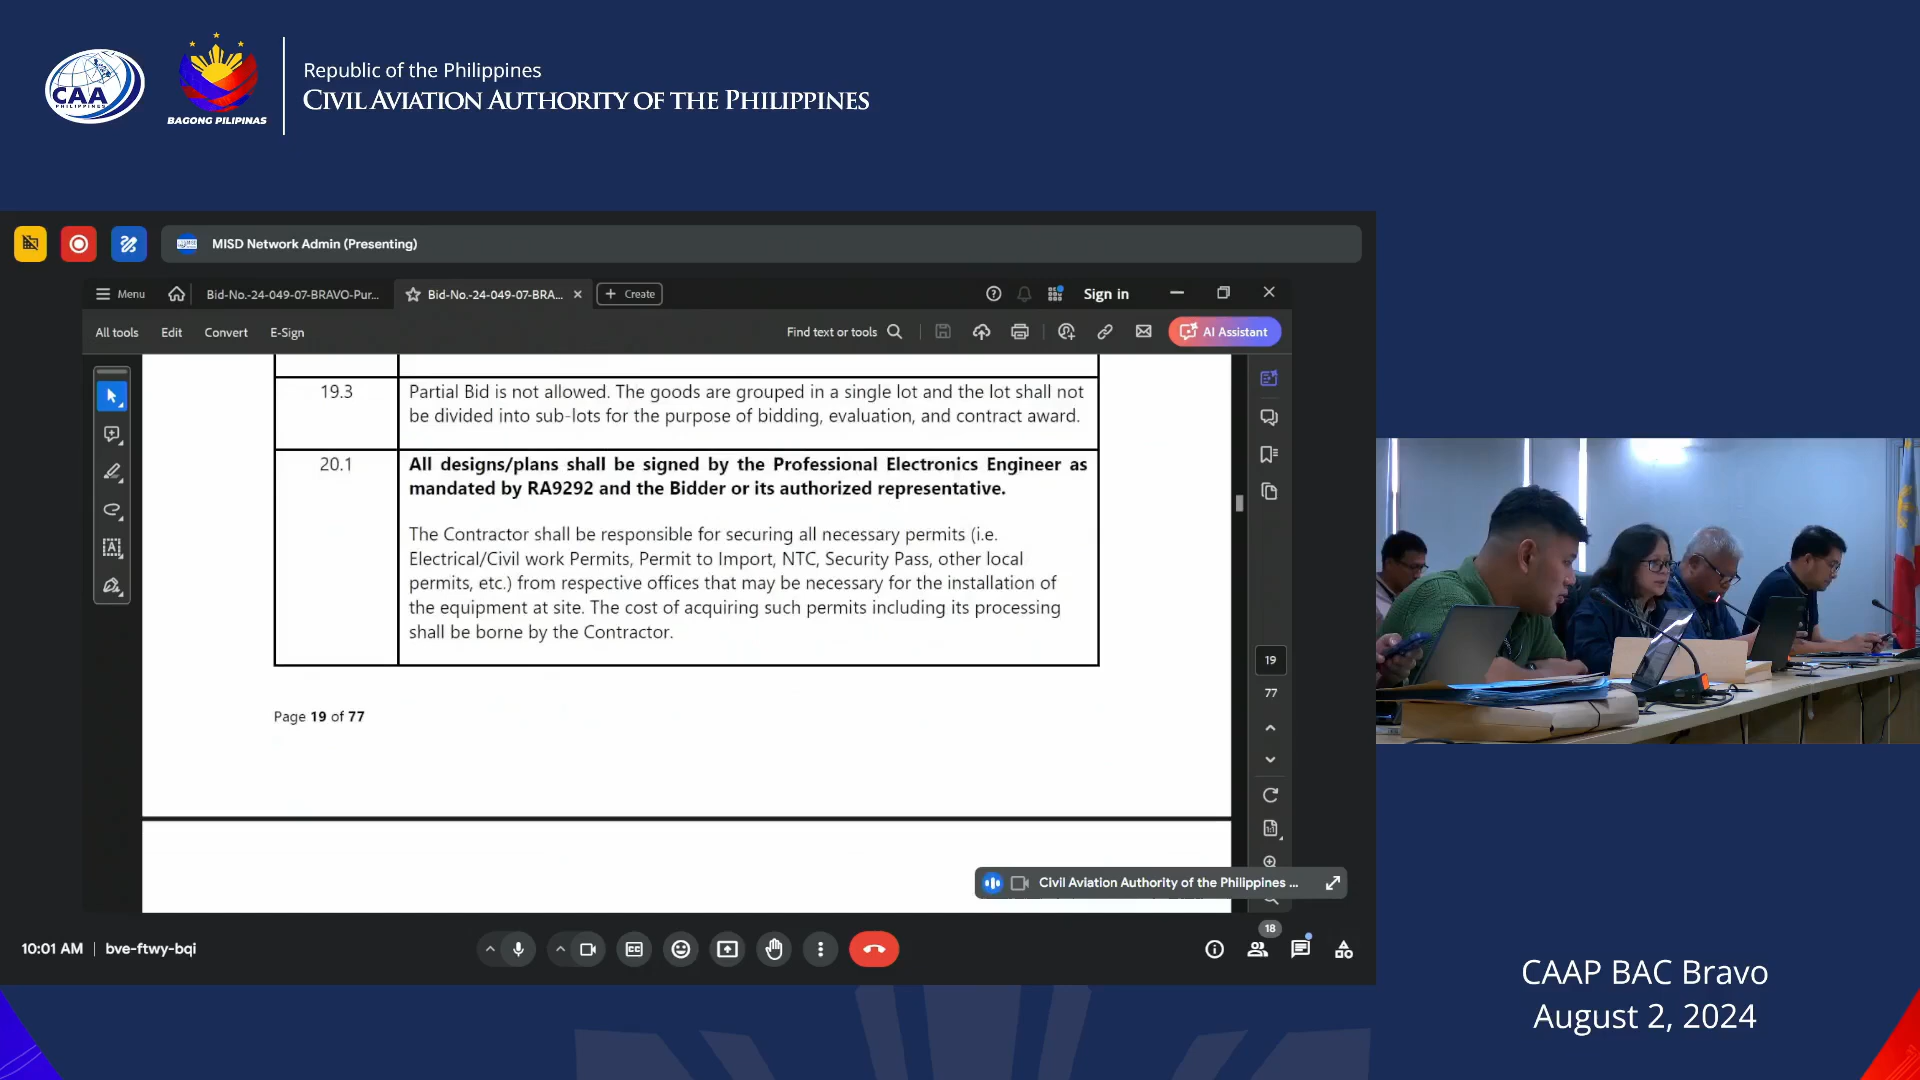 CAA
PHILIPPINES
BAGONG PILIPINAS
Republic of the Philippines
CIVIL AVIATION AUTHORITY OF THE PHILIPPINES
MISD Network Admin (Presenting)
Menu
Bid-No.-24-049-07-BRAVO-Pur...
Bid-No.-24-049-07-BRA...
Create
Sign in
All tools
Edit
Convert
E-Sign
Find text or tools
AI Assistant
19.3
Partial Bid is not allowed. The goods are grouped in a single lot and the lot shall not
be divided into sub-lots for the purpose of bidding, evaluation, and contract award.
20.1
All designs/plans shall be signed by the Professional Electronics Engineer as
mandated by RA9292 and the Bidder or its authorized representative.
The Contractor shall be responsible for securing all necessary permits (i.e.
Electrical/Civil work Permits, Permit to Import, NTC, Security Pass, other local
permits, etc.) from respective offices that may be necessary for the installation of
the equipment at site. The cost of acquiring such permits including its processing
shall be borne by the Contractor.
Page 19 of 77
19
77
Civil Aviation Authority of the Philippines ...
10:01 AM
bve-ftwy-bqi
18
CAAP BAC Bravo
August 2, 2024